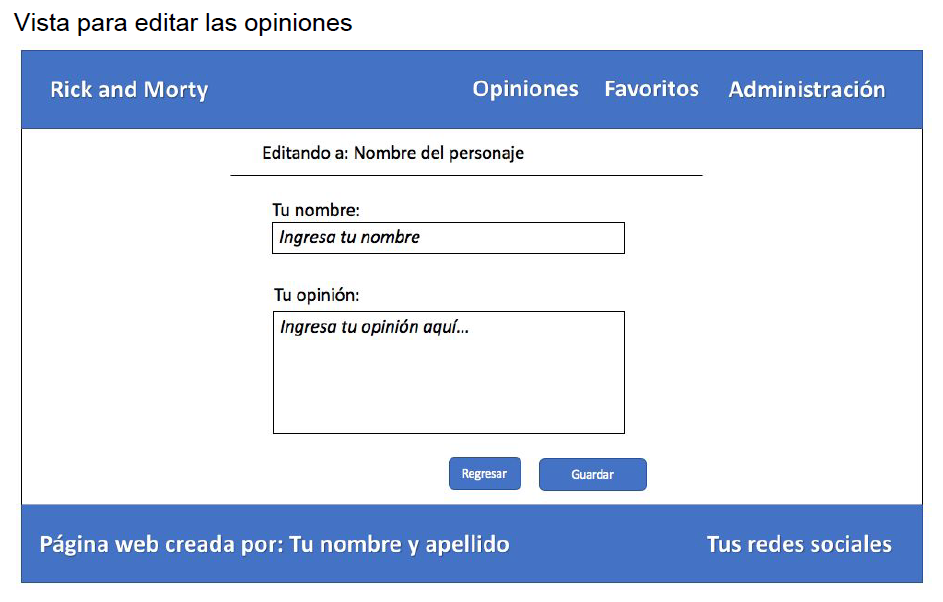 Vista para editar las opiniones
Rick and Morty Opiniones Favoritos Administración
Editando a: Nombre del personaje
Tu nombre:
Ingresa tu nombre
Tu opinión:
Ingresa tu opinión aquí...
Regresar Guardar
Página web creada por: Tu nombre y apellido Tus redes sociales